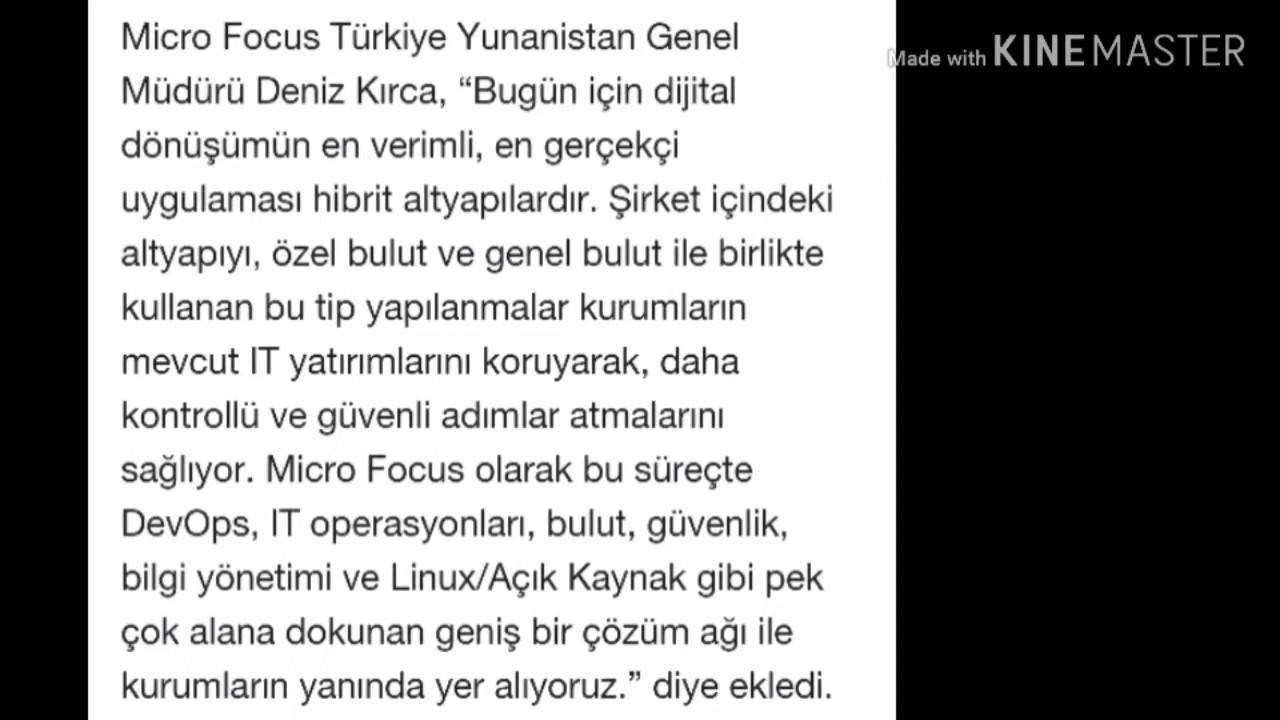 Micro Focus Türkiye Yunanistan Genel
Müdürü Deniz Kırca, “Bugün için dijital
dönüşümün en verimli, en gerçekçi
uygulaması hibrit altyapılardır. Şirket içindeki
altyapıyı, özel bulut ve genel bulut ile birlikte
kullanan bu tip yapılanmalar kurumların
mevcut IT yatırımlarını koruyarak, daha
kontrollü ve güvenli adımlar atmalarını
sağlıyor. Micro Focus olarak bu süreçte
DevOps, IT operasyonları, bulut, güvenlik,
bilgi yönetimi ve Linux/Açık Kaynak gibi pek
çok alana dokunan geniş bir çözüm ağı ile
kurumların yanında yer alıyoruz.” diye ekledi.
Made with KINEMASTER